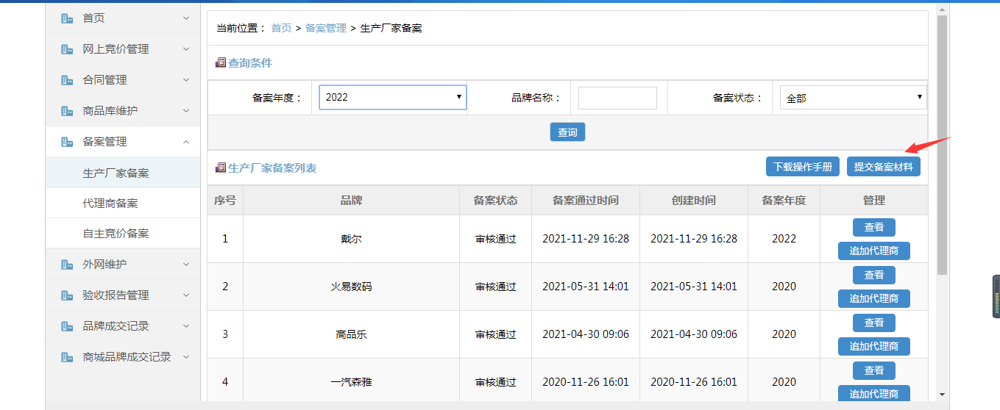 首页
网上竞价管理
合同管理
商品库维护
备案管理
生产厂家备案
代理商备案
自主竞价备案
外网维护
验收报告管理
品牌成交记录
商城品牌成交记录
当前位置： 首页 > 备案管理 > 生产厂家备案
查询条件
备案年度： 2022 品牌名称： 备案状态： 全部
查询
生产厂家备案列表 下载操作手册 提交备案材料
序号 品牌 备案状态 备案通过时间 创建时间 备案年度 管理
1 戴尔 审核通过 2021-11-29 16:28 2021-11-29 16:28 2022 查看
追加代理商
2 火易数码 审核通过 2021-05-31 14:01 2021-05-31 14:01 2020 查看
追加代理商
3 高品乐 审核通过 2021-04-30 09:06 2021-04-30 09:06 2020 查看
追加代理商
4 一汽森雅 审核通过 2020-11-26 16:01 2020-11-26 16:01 2020 查看
追加代理商